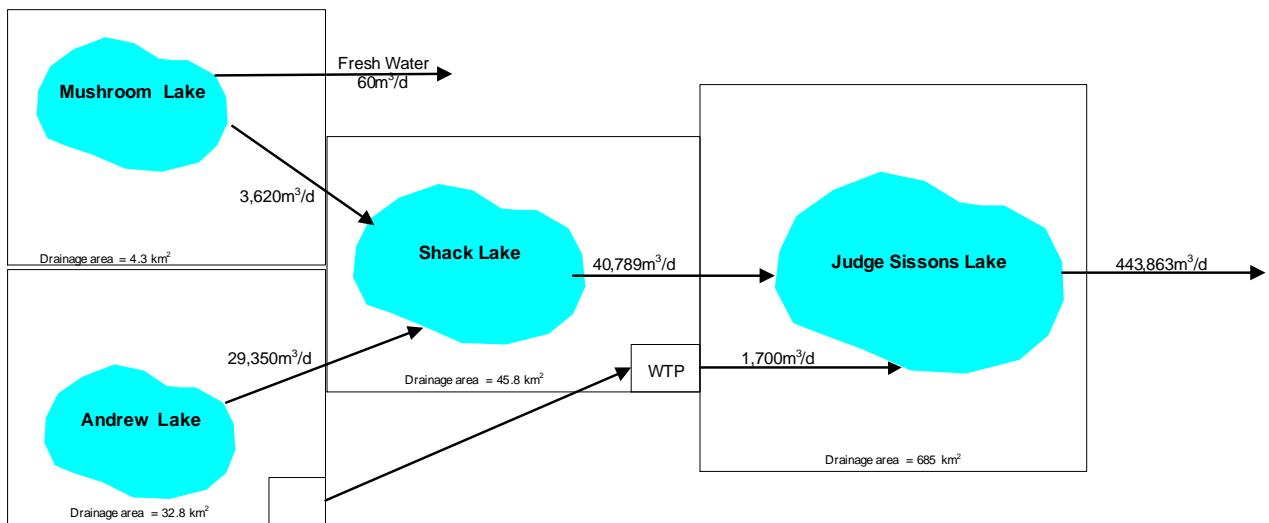 Mushroom Lake
Fresh Water
60m³/d
3,620m³/d
Drainage area = 4.3 km²
Shack Lake
40,789m³/d
Judge Sissons Lake
443,863m³/d
29,350m³/d
WTP
1,700m³/d
Drainage area = 45.8 km²
Andrew Lake
Drainage area = 685 km²
Drainage area = 32.8 km²